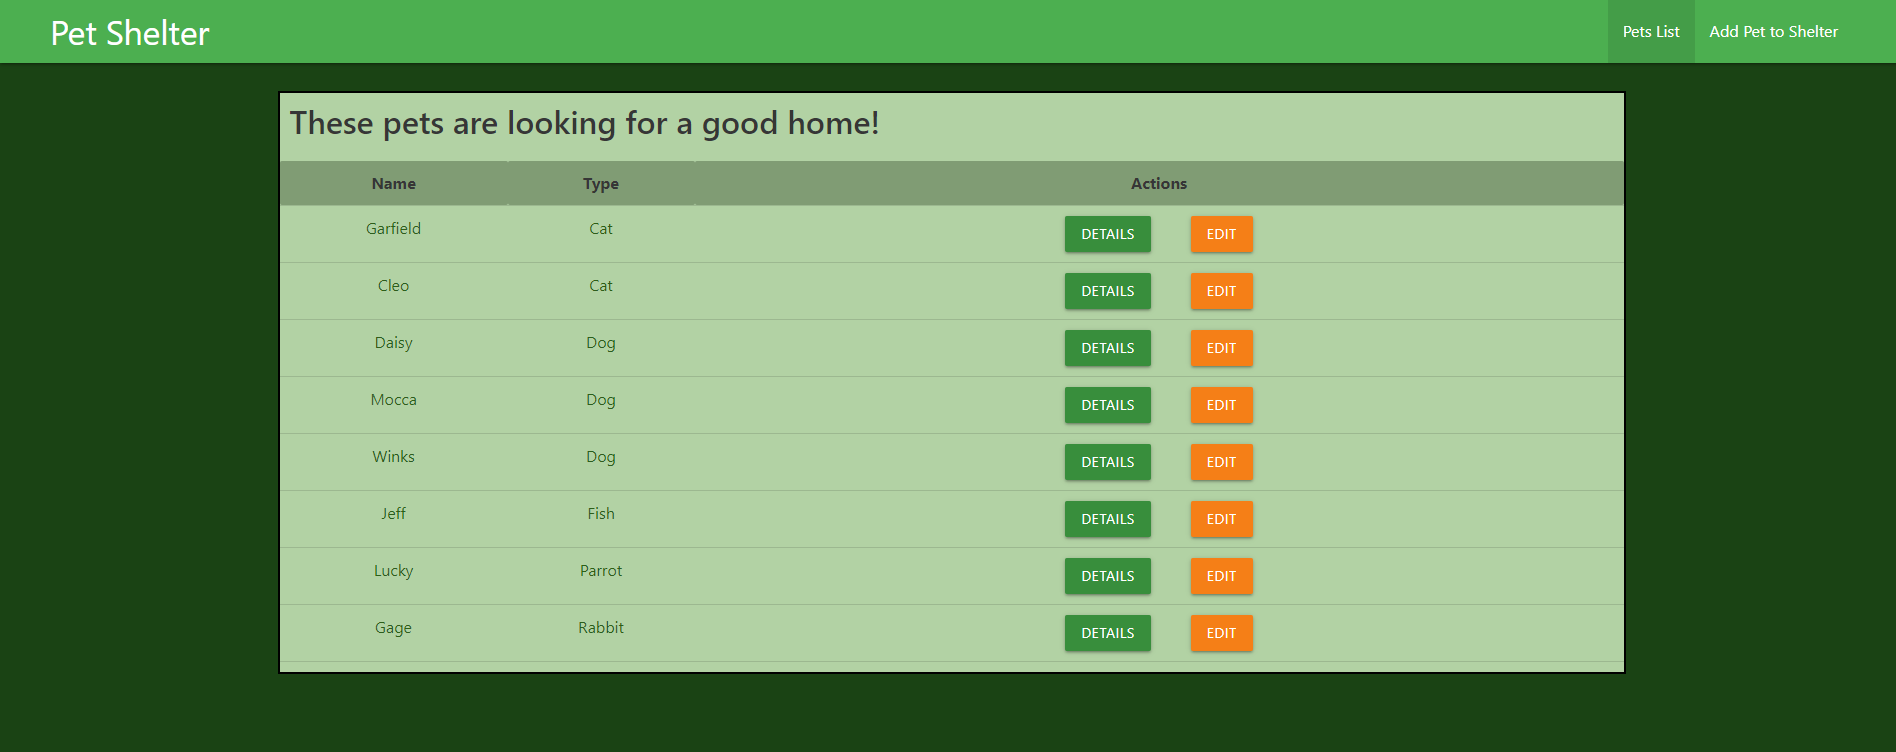 Pet Shelter Pets List Add Pet to Shelter
These pets are looking for a good home!
Name Type Actions
Garfield Cat DETAILS EDIT
Cleo Cat DETAILS EDIT
Daisy Dog DETAILS EDIT
Mocca Dog DETAILS EDIT
Winks Dog DETAILS EDIT
Jeff Fish DETAILS EDIT
Lucky Parrot DETAILS EDIT
Gage Rabbit DETAILS EDIT